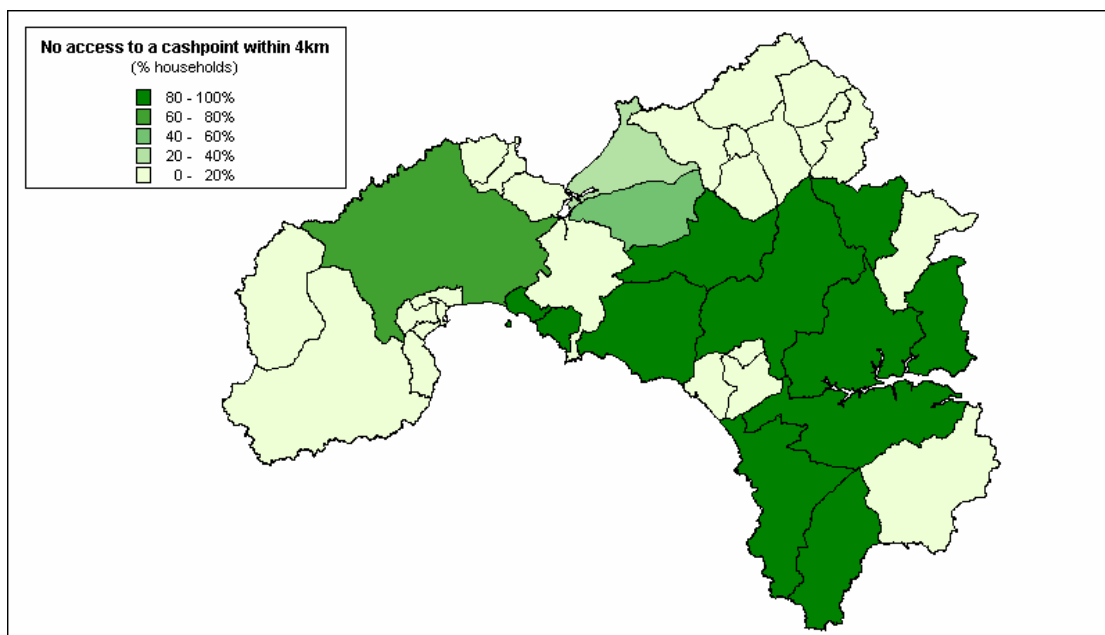 No access to a cashpoint within 4km
(% households)
80 - 100%
60 - 80%
40 - 60%
20 - 40%
0 - 20%